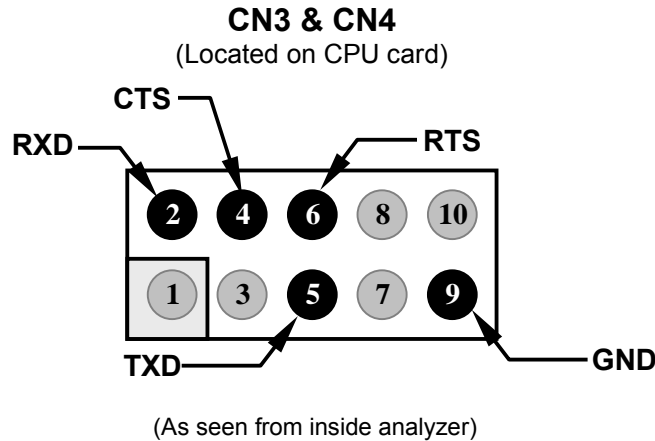 CN3 & CN4
(Located on CPU card)
CTS
RXD
RTS
2 4 6 8 10
1 3 5 7 9
TXD
GND
(As seen from inside analyzer)